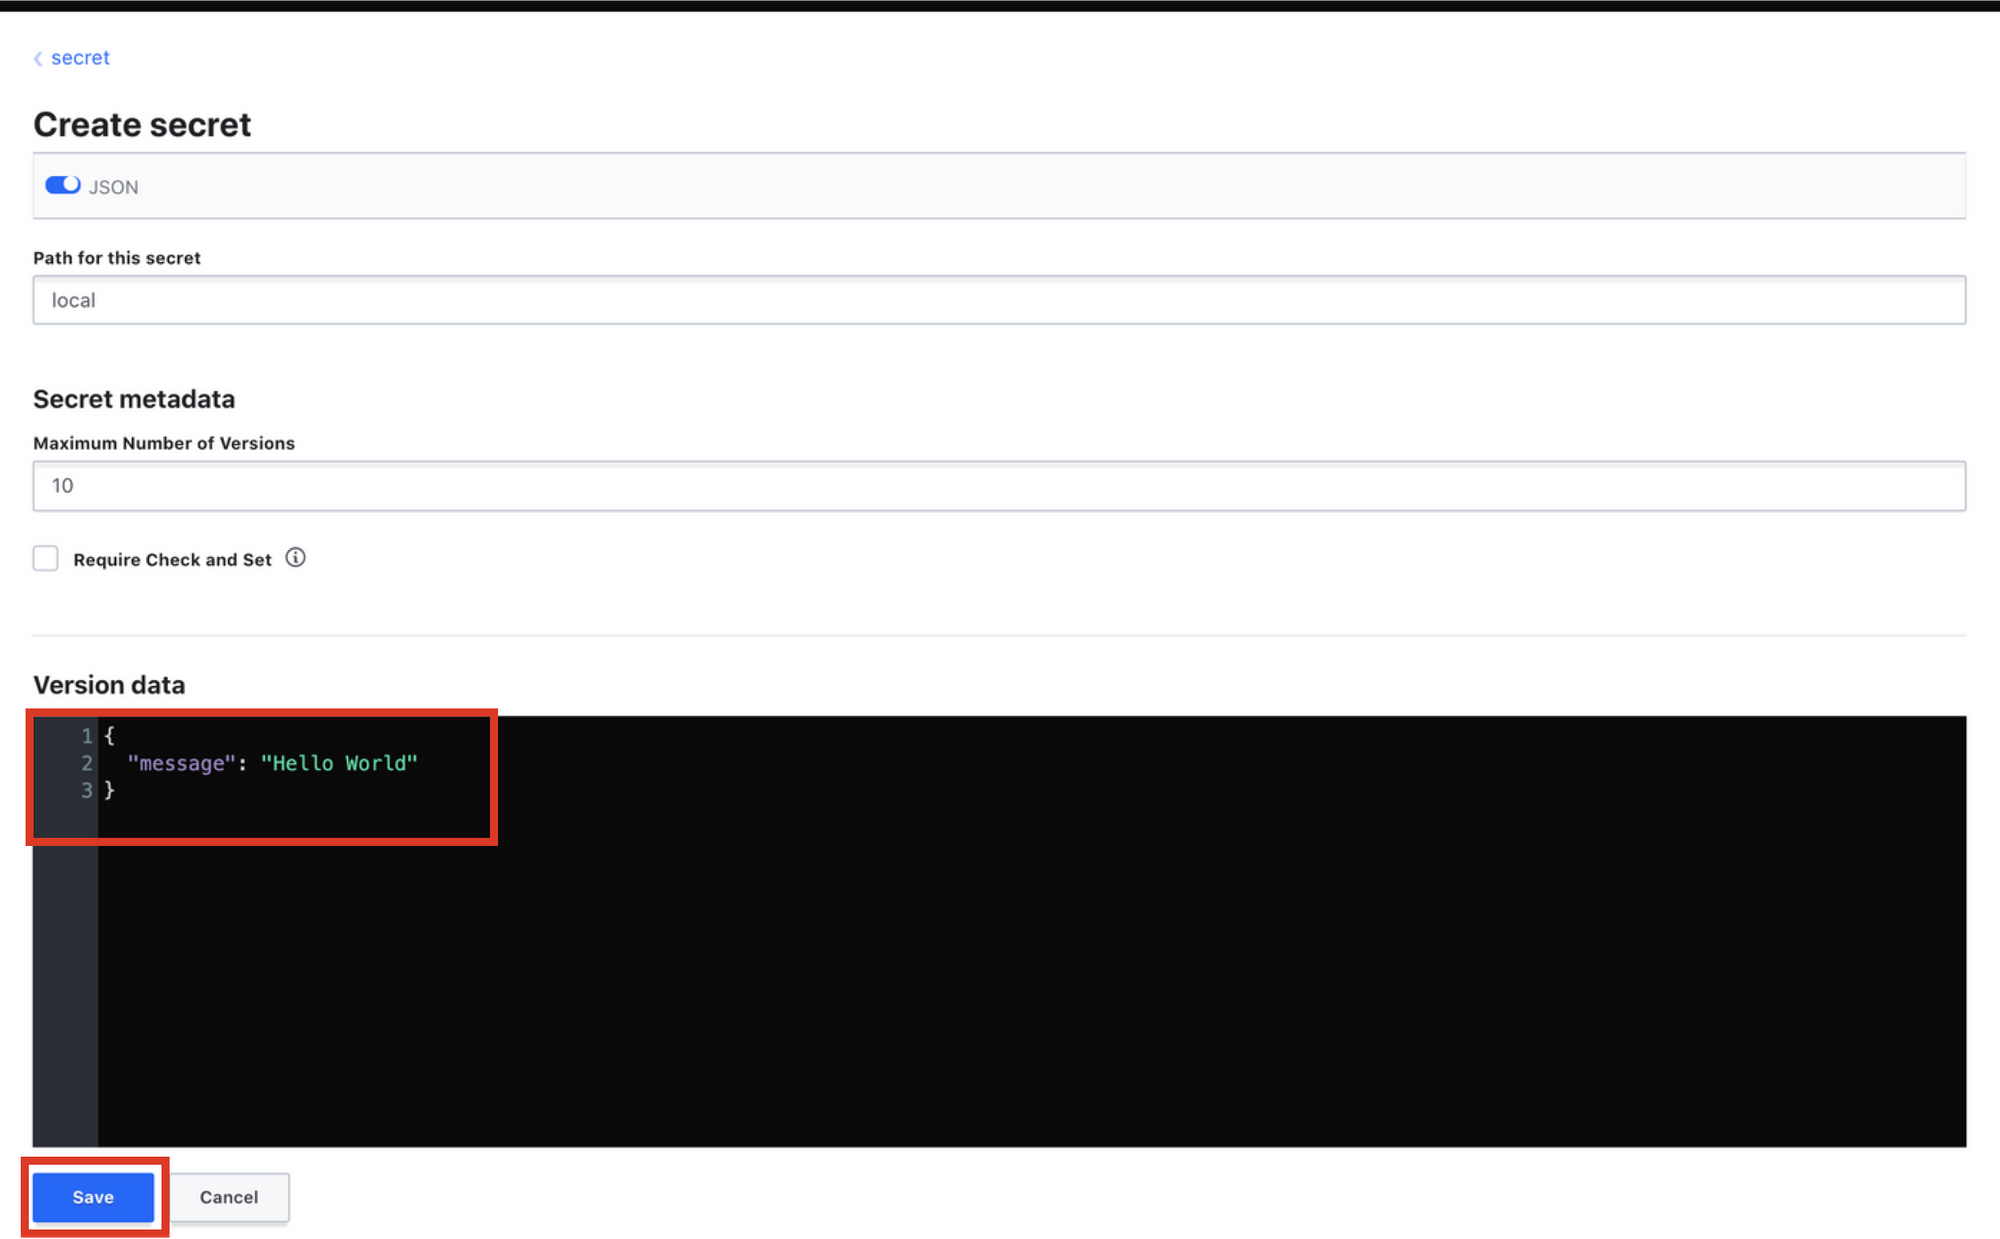 secret
Create secret
JSON
Path for this secret
local
Secret metadata
Maximum Number of Versions
10
Require Check and Set
Version data
1 {
2 "message": "Hello World"
3 }
Save Cancel